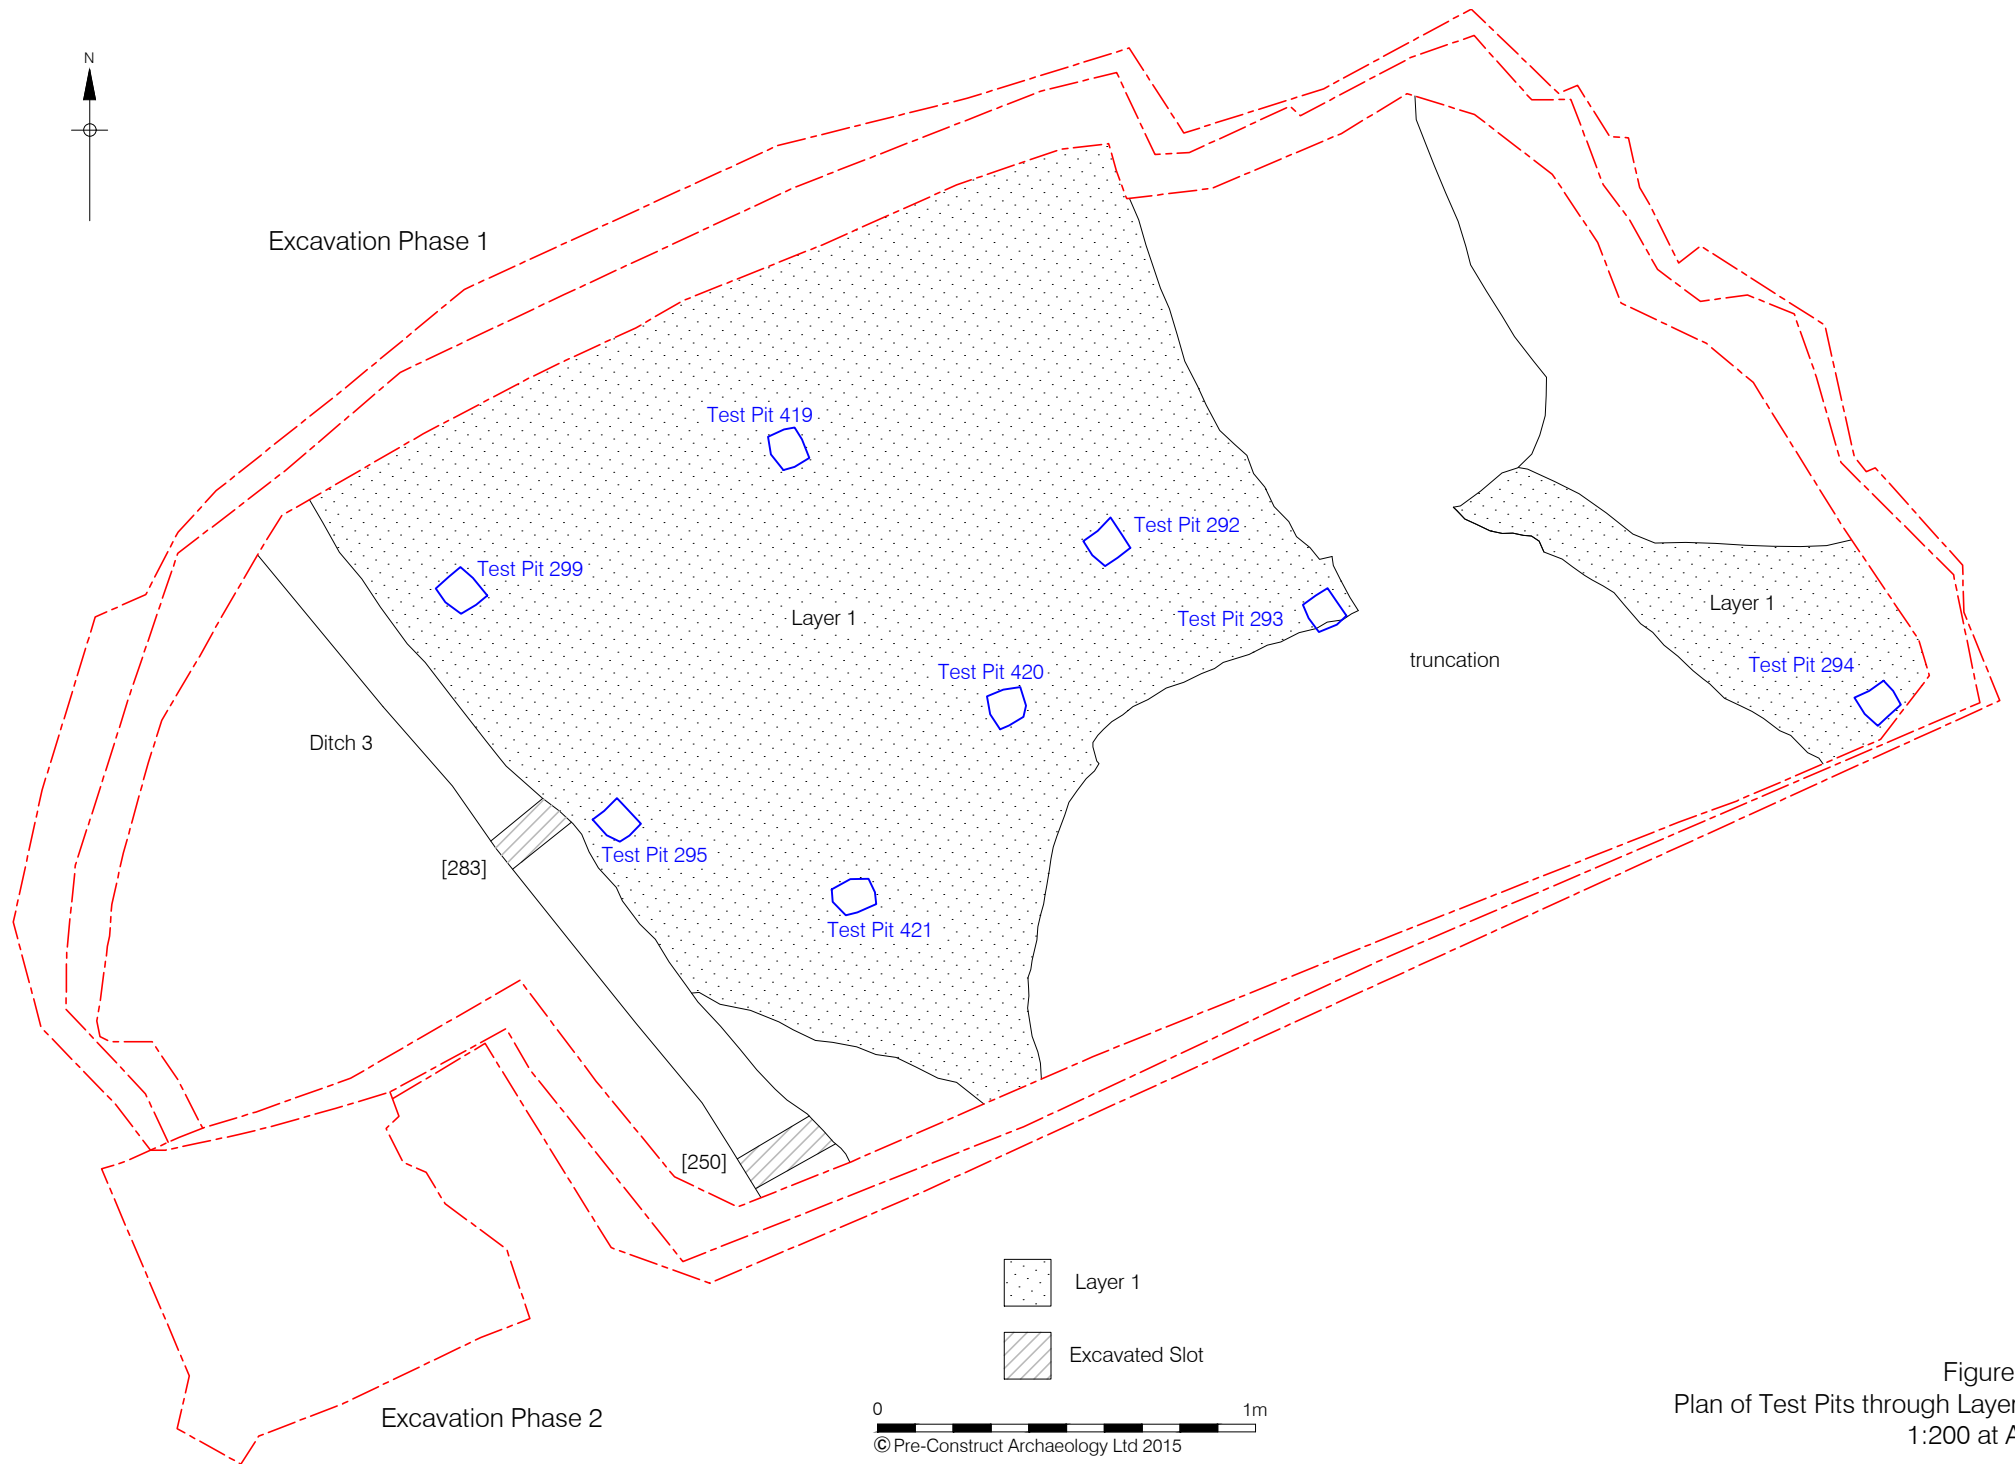 N
Excavation Phase 1
Test Pit 419
Test Pit 292
Test Pit 299
Layer 1
Test Pit 293
Layer 1
truncation
Test Pit 294
Test Pit 420
Ditch 3
[283]
Test Pit 295
Test Pit 421
[250]
Layer 1
Excavated Slot
Excavation Phase 2
0 1m
© Pre-Construct Archaeology Ltd 2015
Figure
Plan of Test Pits through Layer
1:200 at A